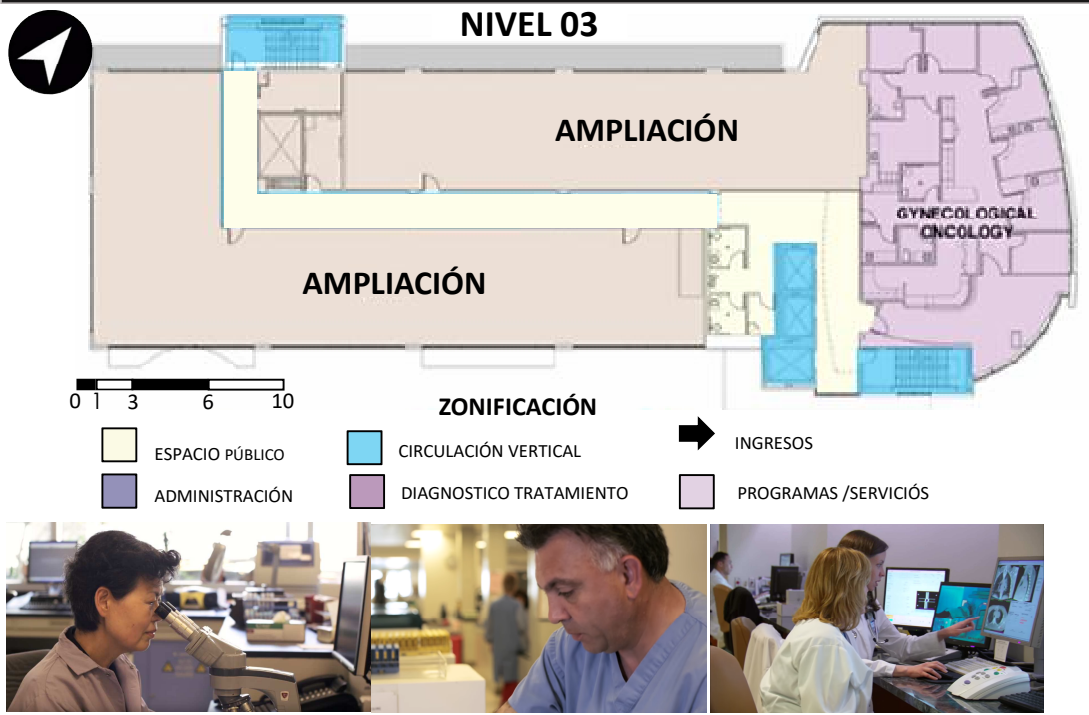 NIVEL 03
AMPLIACIÓN
GYNECOLOGICAL
ONCOLOGY
AMPLIACIÓN
0 1 3 6 10
ZONIFICACIÓN
ESPACIO PÚBLICO
CIRCULACIÓN VERTICAL
INGRESOS
ADMINISTRACIÓN
DIAGNOSTICO TRATAMIENTO
PROGRAMAS /SERVICIÓS